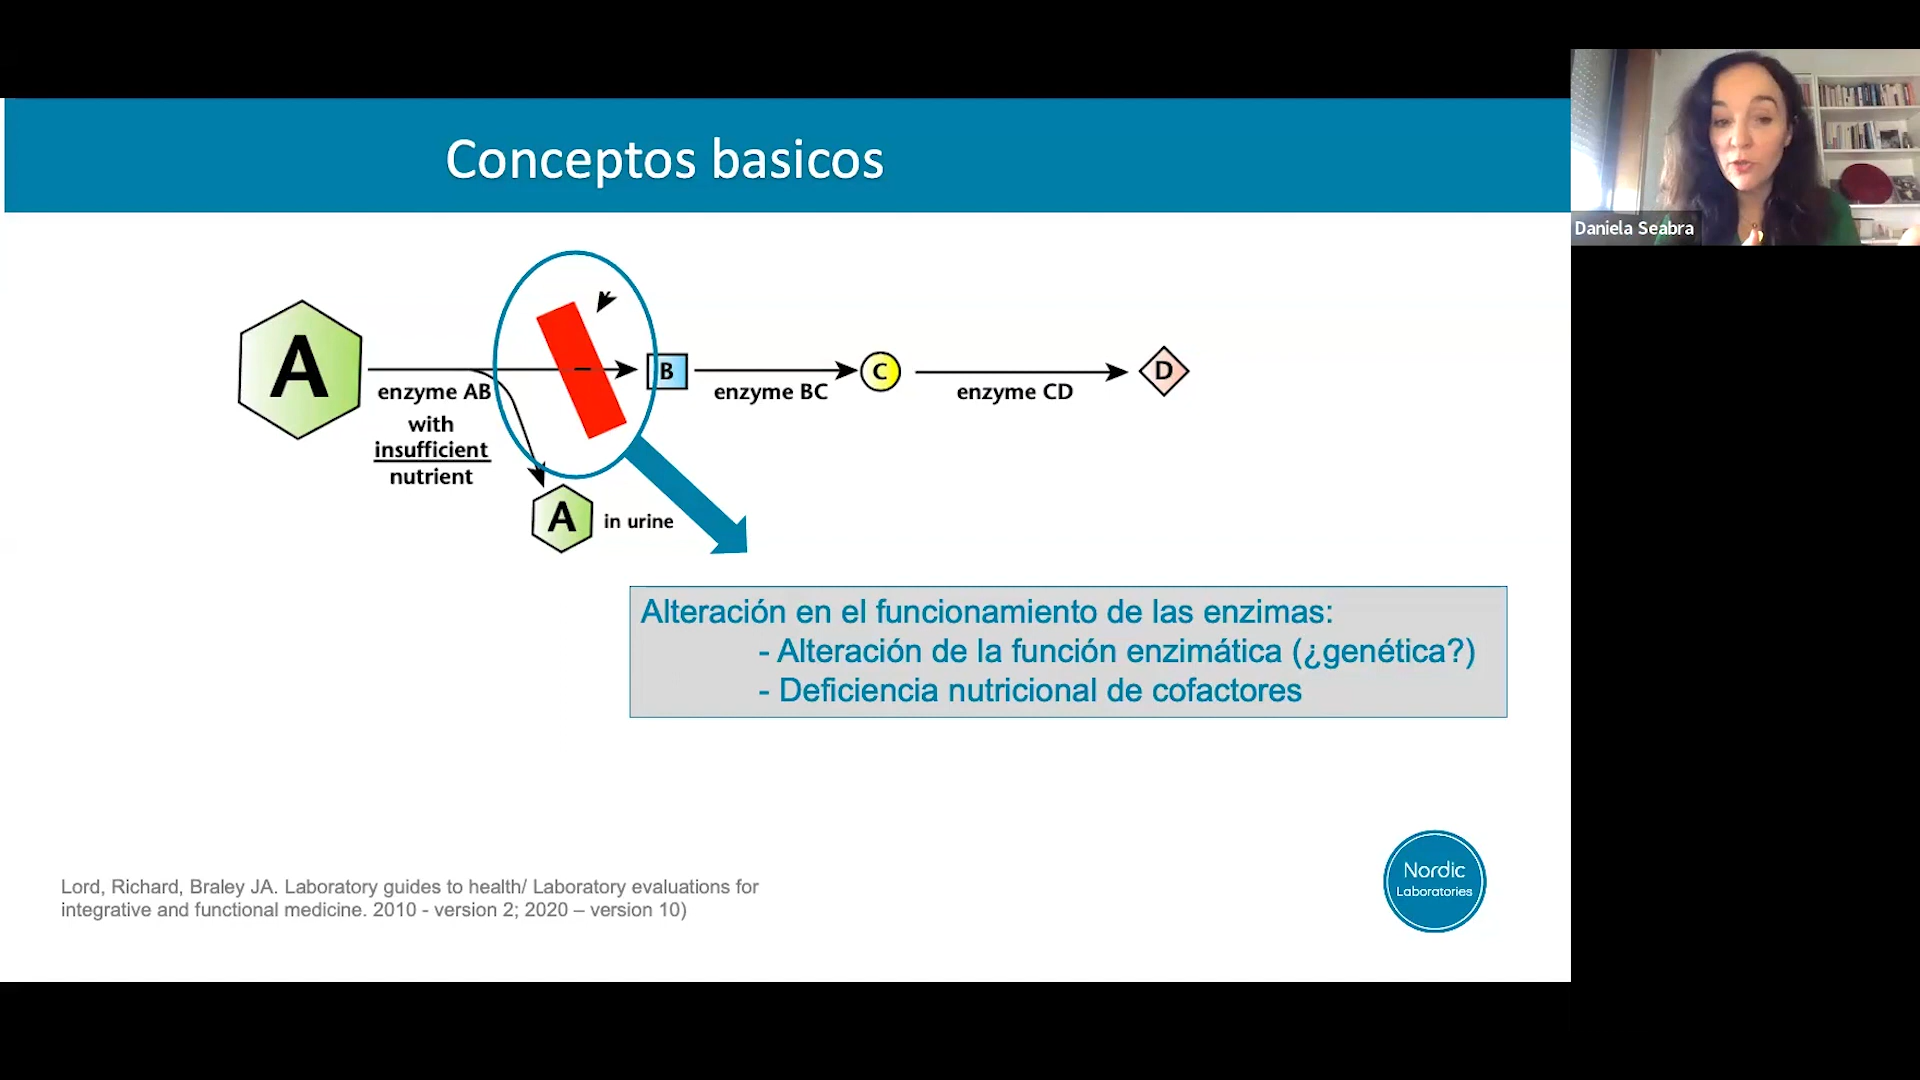 Conceptos basicos
Daniela Seabra
A
enzyme AB
with
insufficient
nutrient
B
enzyme BC
C
enzyme CD
D
A
in urine
Alteración en el funcionamiento de las enzimas:
- Alteración de la función enzimática (¿genética?)
- Deficiencia nutricional de cofactores
Lord, Richard, Braley JA. Laboratory guides to health/ Laboratory evaluations for
integrative and functional medicine. 2010 - version 2; 2020 – version 10)
Nordic
Laboratories